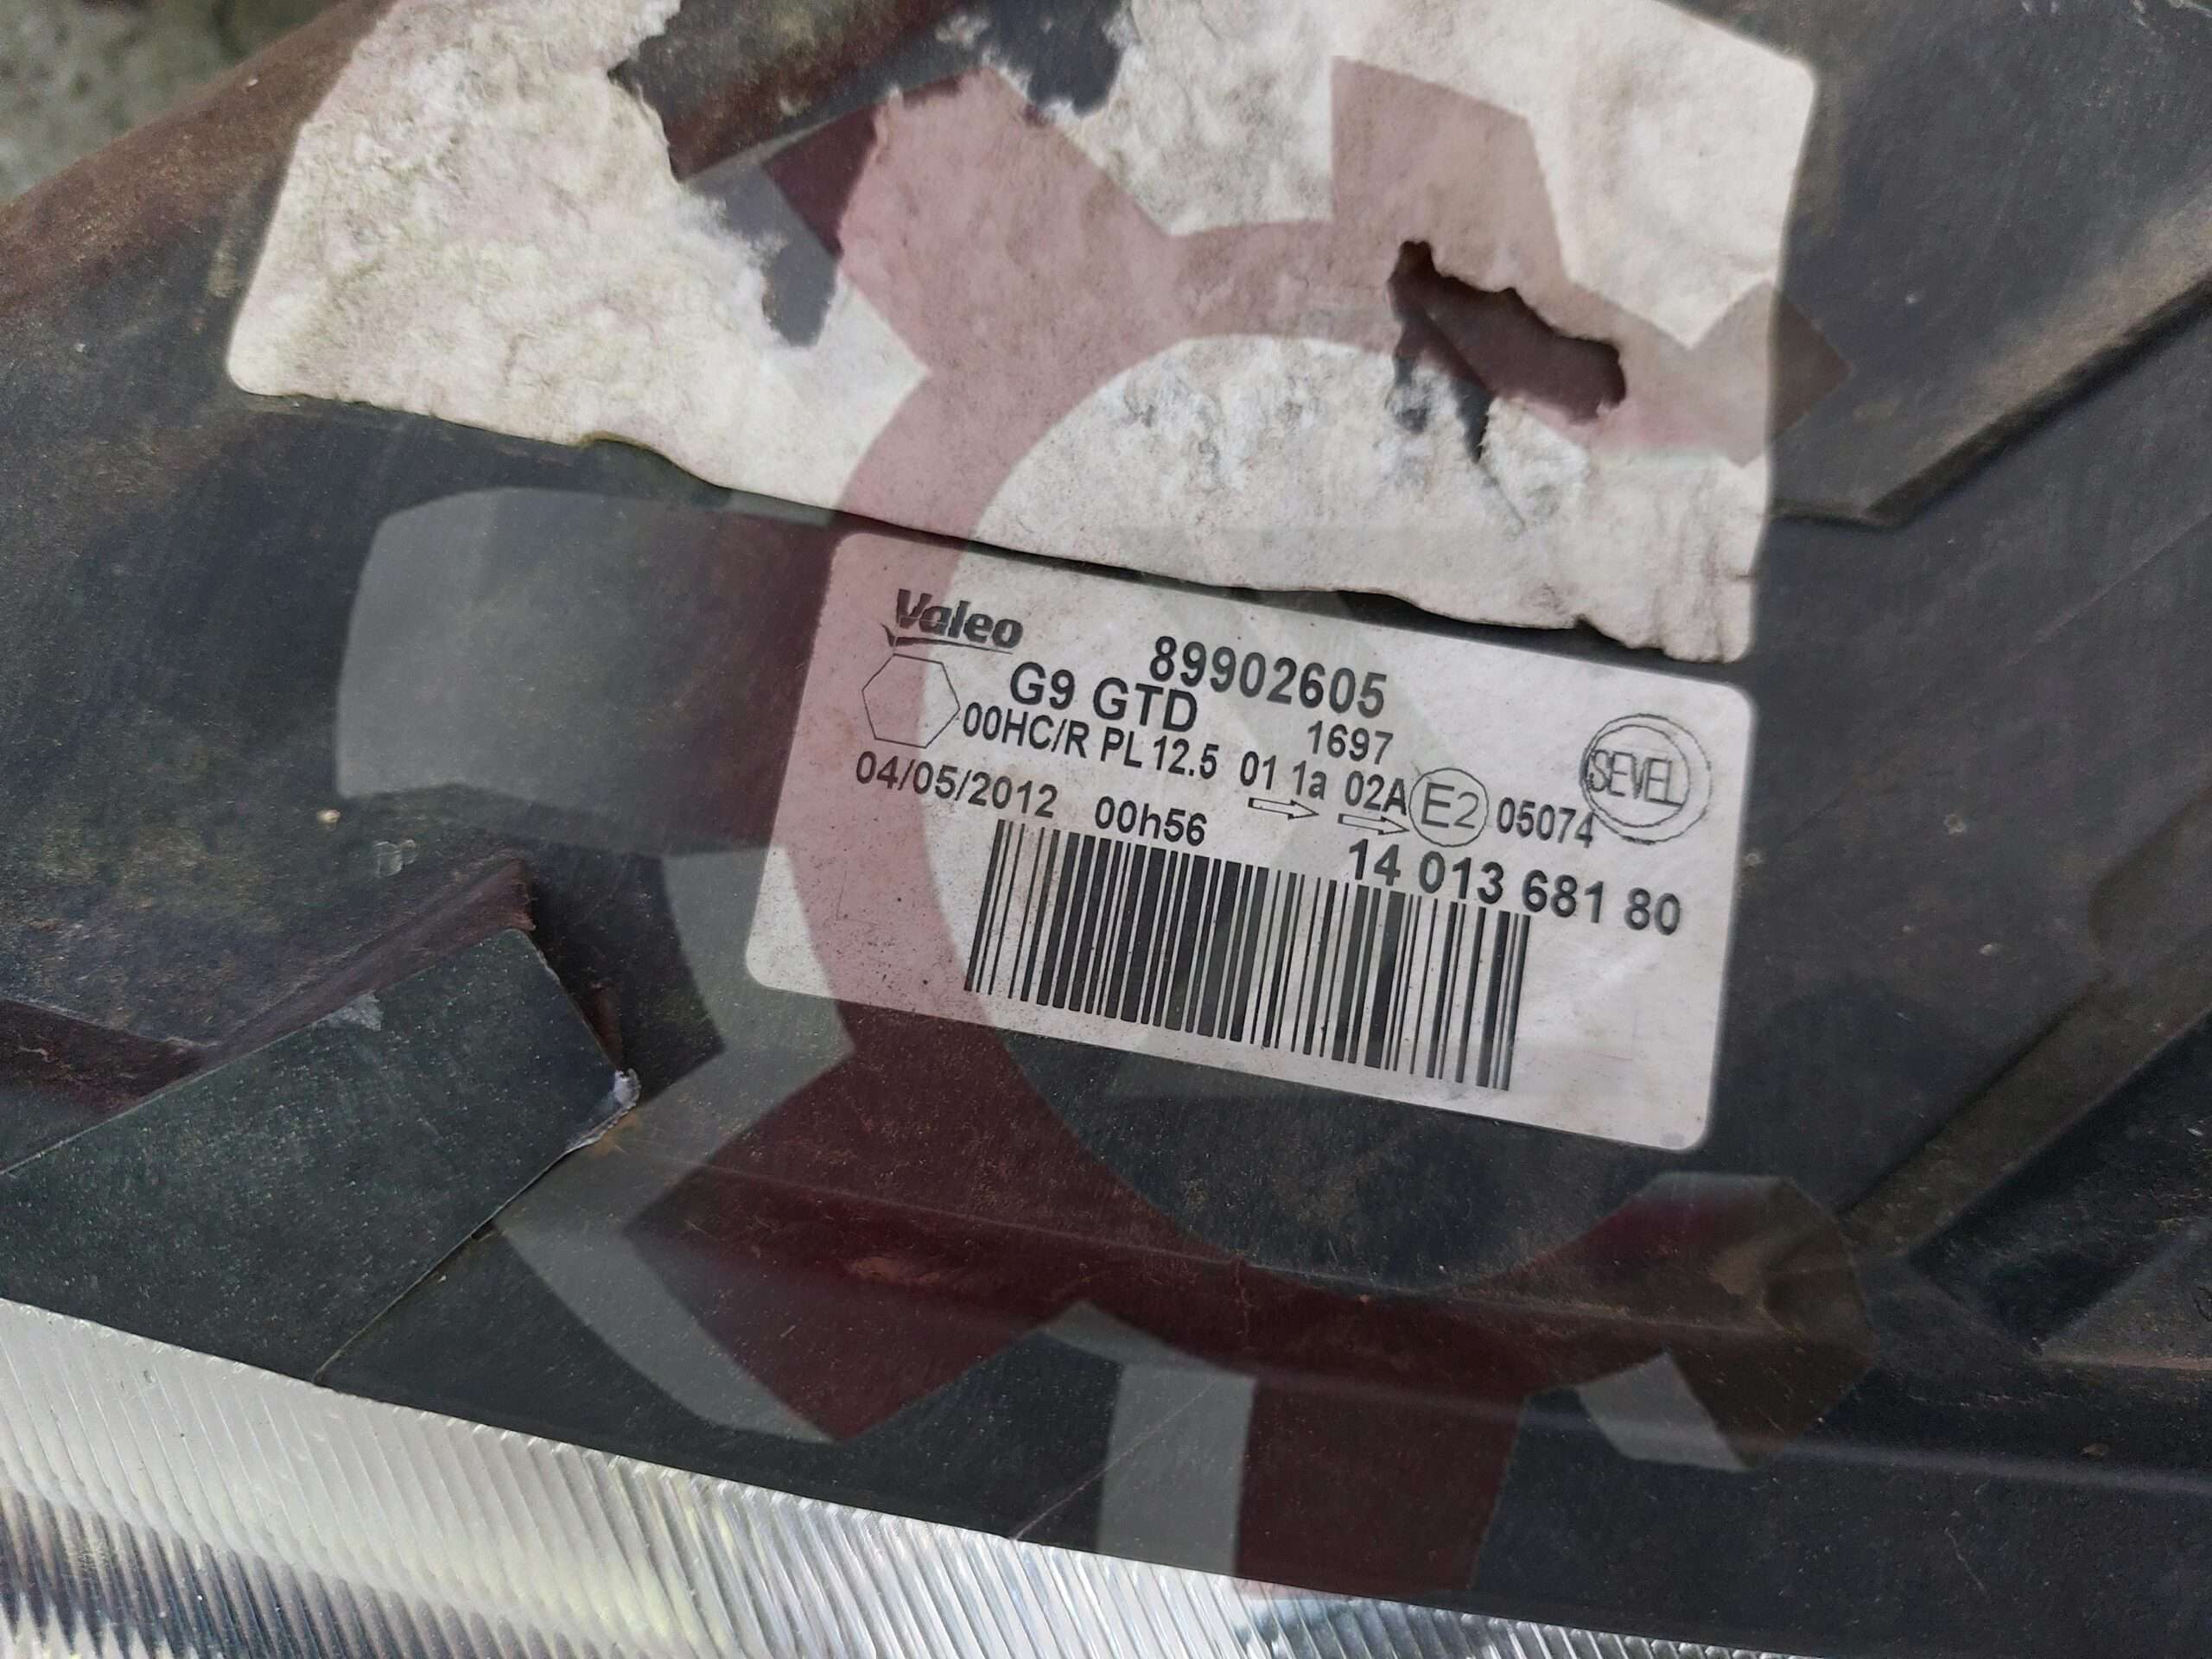 Valeo
89902605
G9 GTD
1697
00HC/R PL 12.5 01 1a 02A E2 05074
SEVEL
04/05/2012 00h56
14 013 681 80